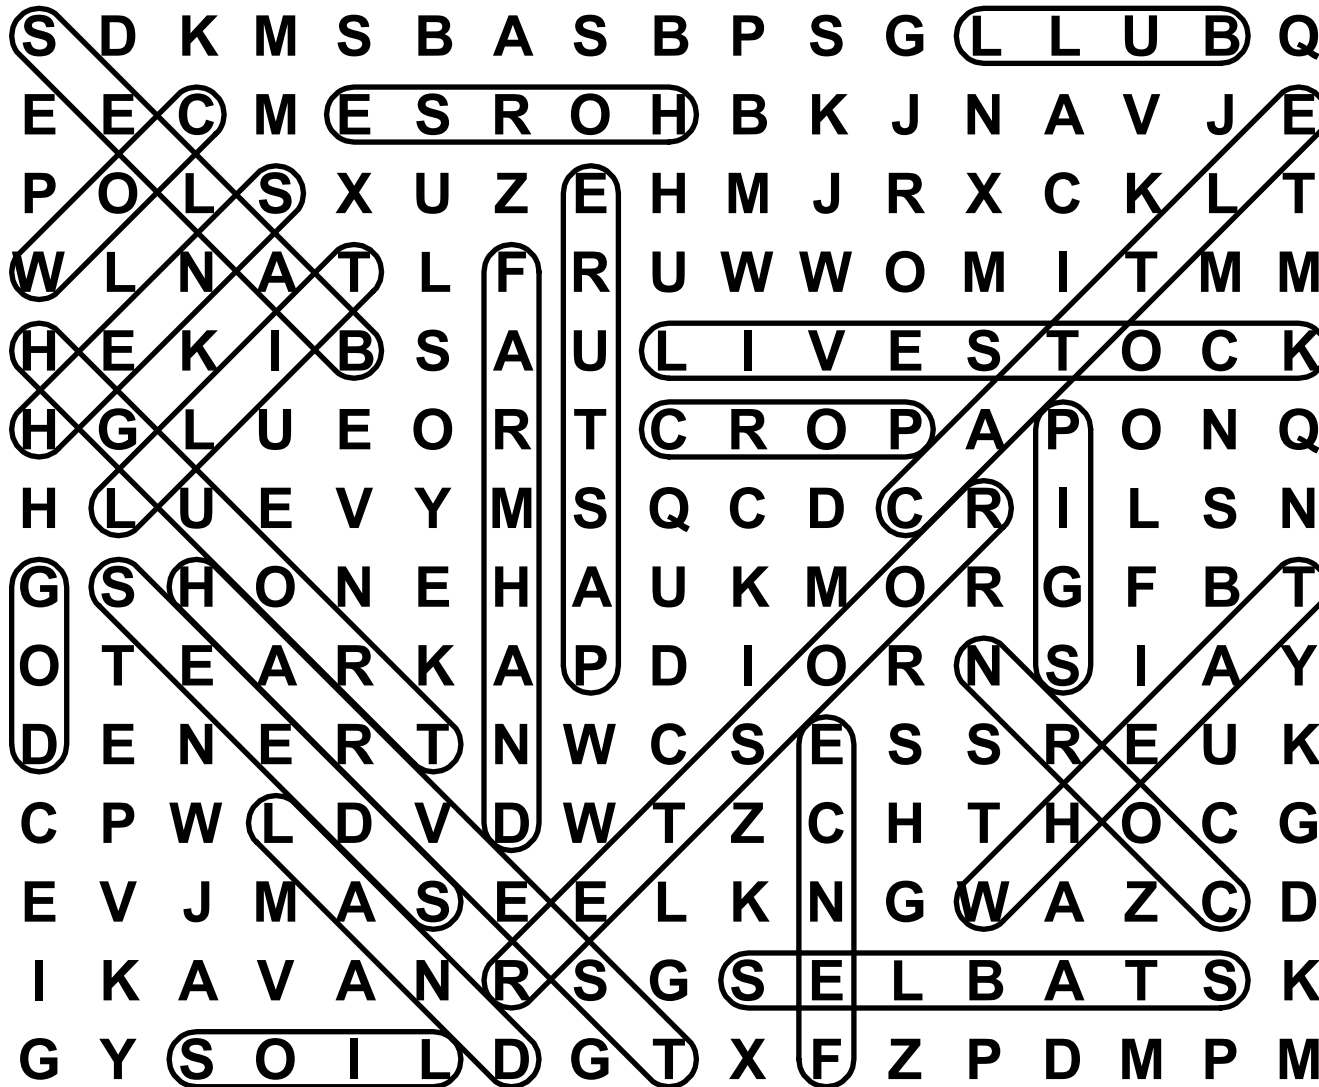 S D K M S B A S B P S G L L U B Q
E E C M E S R O H B K J N A V J E
P O L S X U Z E H M J R X C K L T
W L N A T L F R U W W O M I T M M
H E K I B S A U L I V E S T O C K
H G L U E O R T C R O P A P O N Q
H L U E V Y M S Q C D C R I L S N
G S H O N E H A U K M O R G F B T
O T E A R K A P D I O R N S I A Y
D E N E R T N W C S E S S R E U K
C P W L D V D W T Z C H T H O C G
E V J M A S E E L K N G W A Z C D
I K A V A N R S G S E L B A T S K
G Y S O I L D G T X F Z P D M P M